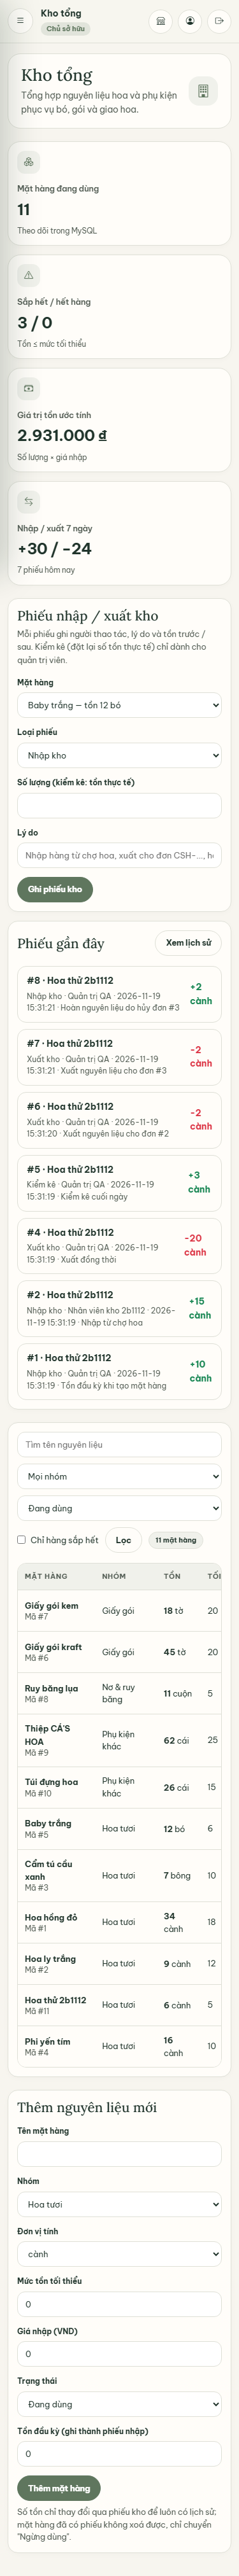 Kho tổng
Chủ sở hữu
Kho tổng
Tổng hợp nguyên liệu hoa và phụ kiện
phục vụ bó, giỏ và giao hoa.
Mặt hàng đang dùng
11
Theo dõi trong MySQL
Sắp hết / hết hàng
3 / 0
Tồn ≤ mức tối thiểu
Giá trị tồn ước tính
2.931.000 ₫
Số lượng × giá nhập
Nhập / xuất 7 ngày
+30 / -24
7 phiếu hôm nay
Phiếu nhập / xuất kho
Mỗi phiếu ghi người thao tác, lý do và tồn trước /
sau. Kiểm kê (đặt lại số tồn thực tế) chỉ dành cho
quản trị viên.
Mặt hàng
Baby trắng — tồn 12 bó
Loại phiếu
Nhập kho
Số lượng (kiểm kê: tồn thực tế)
Lý do
Nhập hàng từ chợ hoa, xuất cho đơn CSH-...,
Ghi phiếu kho
Phiếu gần đây
Xem lịch sử
#8 · Hoa thử 2b1112
Nhập kho · Quản trị QA · 2026-11-19
15:31:21 · Hoàn nguyên liệu do hủy đơn #3
+2
cành
#7 · Hoa thử 2b1112
Xuất kho · Quản trị QA · 2026-11-19
15:31:21 · Xuất nguyên liệu cho đơn #3
-2
cành
#6 · Hoa thử 2b1112
Xuất kho · Quản trị QA · 2026-11-19
15:31:20 · Xuất nguyên liệu cho đơn #2
-2
cành
#5 · Hoa thử 2b1112
Kiểm kê · Quản trị QA · 2026-11-19
15:31:19 · Kiểm kê cuối ngày
+3
cành
#4 · Hoa thử 2b1112
Xuất kho · Quản trị QA · 2026-11-19
15:31:19 · Xuất đồng thời
-20
cành
#2 · Hoa thử 2b1112
Nhập kho · Nhân viên kho 2b1112 · 2026-
11-19 15:31:19 · Nhập từ chợ hoa
+15
cành
#1 · Hoa thử 2b1112
Nhập kho · Quản trị QA · 2026-11-19
15:31:19 · Tồn đầu kỳ khi tạo mặt hàng
+10
cành
Tìm tên nguyên liệu
Mọi nhóm
Đang dùng
Chỉ hàng sắp hết
Lọc
11 mặt hàng
MẶT HÀNG NHÓM TỒN
Giấy gói kem
Mã #7
Giấy gói
18 tờ
20
Giấy gói kraft
Mã #6
Giấy gói
45 tờ
20
Ruy băng lụa
Mã #8
Nơ & ruy
băng
11 cuộn
5
Thiệp CÁ'S
HOA
Mã #9
Phụ kiện
khác
62 cái
25
Túi đựng hoa
Mã #10
Phụ kiện
khác
26 cái
15
Baby trắng
Mã #5
Hoa tươi
12 bó
6
Cẩm tú cầu
xanh
Mã #3
Hoa tươi
7 bông
10
Hoa hồng đỏ
Mã #1
Hoa tươi
34
cành
18
Hoa ly trắng
Mã #2
Hoa tươi
9 cành
12
Hoa thử 2b1112
Mã #11
Hoa tươi
6 cành
5
Phi yến tím
Mã #4
Hoa tươi
16
cành
10
Thêm nguyên liệu mới
Tên mặt hàng
Nhóm
Hoa tươi
Đơn vị tính
cành
Mức tồn tối thiểu
0
Giá nhập (VND)
0
Trạng thái
Đang dùng
Tồn đầu kỳ (ghi thành phiếu nhập)
0
Thêm mặt hàng
Số tồn chỉ thay đổi qua phiếu kho để luôn có lịch sử;
mặt hàng đã có phiếu không xoá được, chỉ chuyển
"Ngừng dùng".